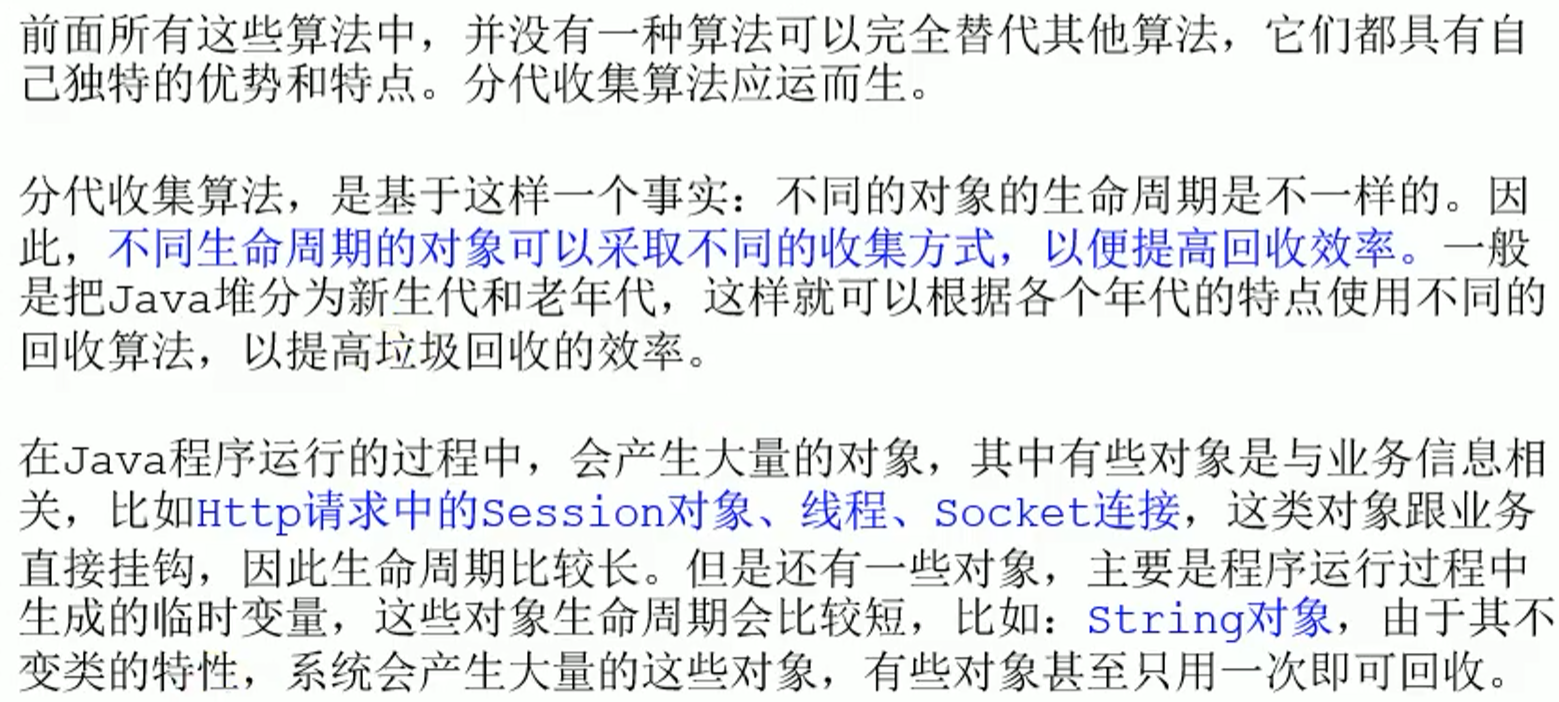 前面所有这些算法中，并没有一种算法可以完全替代其他算法，它们都具有自
己独特的优势和特点。分代收集算法应运而生。
分代收集算法，是基于这样一个事实：不同的对象的生命周期是不一样的。因
此，不同生命周期的对象可以采取不同的收集方式，以便提高回收效率。一般
是把Java堆分为新生代和老年代，这样就可以根据各个年代的特点使用不同的
回收算法，以提高垃圾回收的效率。
在Java程序运行的过程中，会产生大量的对象，其中有些对象是与业务信息相
关，比如Http请求中的Session对象、线程、Socket连接，这类对象跟业务
直接挂钩，因此生命周期比较长。但是还有一些对象，主要是程序运行过程中
生成的临时变量，这些对象生命周期会比较短，比如：String对象，由于其不
变类的特性，系统会产生大量的这些对象，有些对象甚至只用一次即可回收。